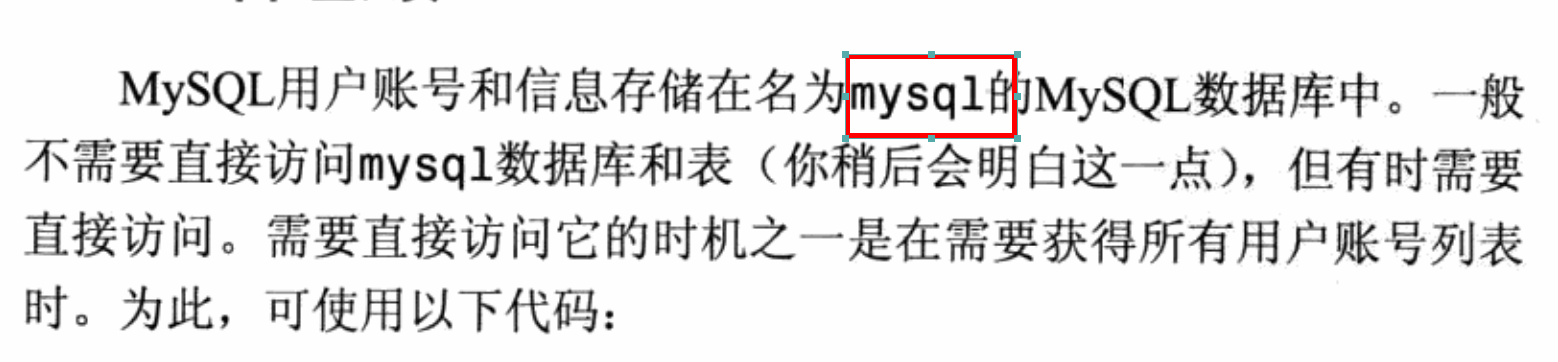 MySQL用户账号和信息存储在名为mysql的MySQL数据库中。一般
不需要直接访问mysql数据库和表（你稍后会明白这一点），但有时需要
直接访问。需要直接访问它的时机之一是在需要获得所有用户账号列表
时。为此，可使用以下代码：